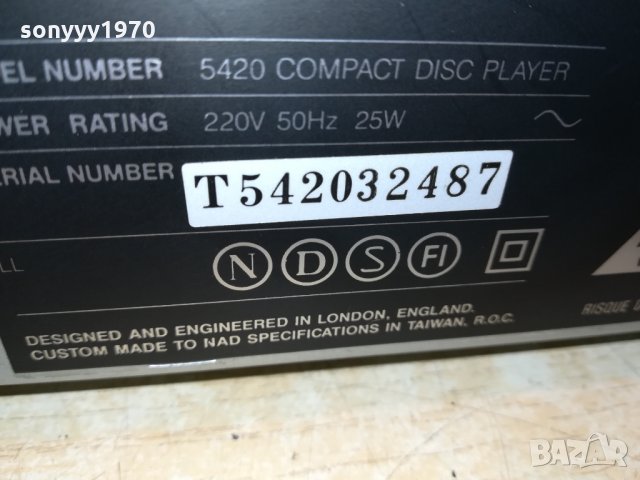 sonyyy1970
EL NUMBER 5420 COMPACT DISC PLAYER
WER RATING 220V 50Hz 25W
ERIAL NUMBER T542032487
LL N D S FI
DESIGNED AND ENGINEERED IN LONDON, ENGLAND.
CUSTOM MADE TO NAD SPECIFICATIONS IN TAIWAN, R.O.C.
RISQUE
BAZAR